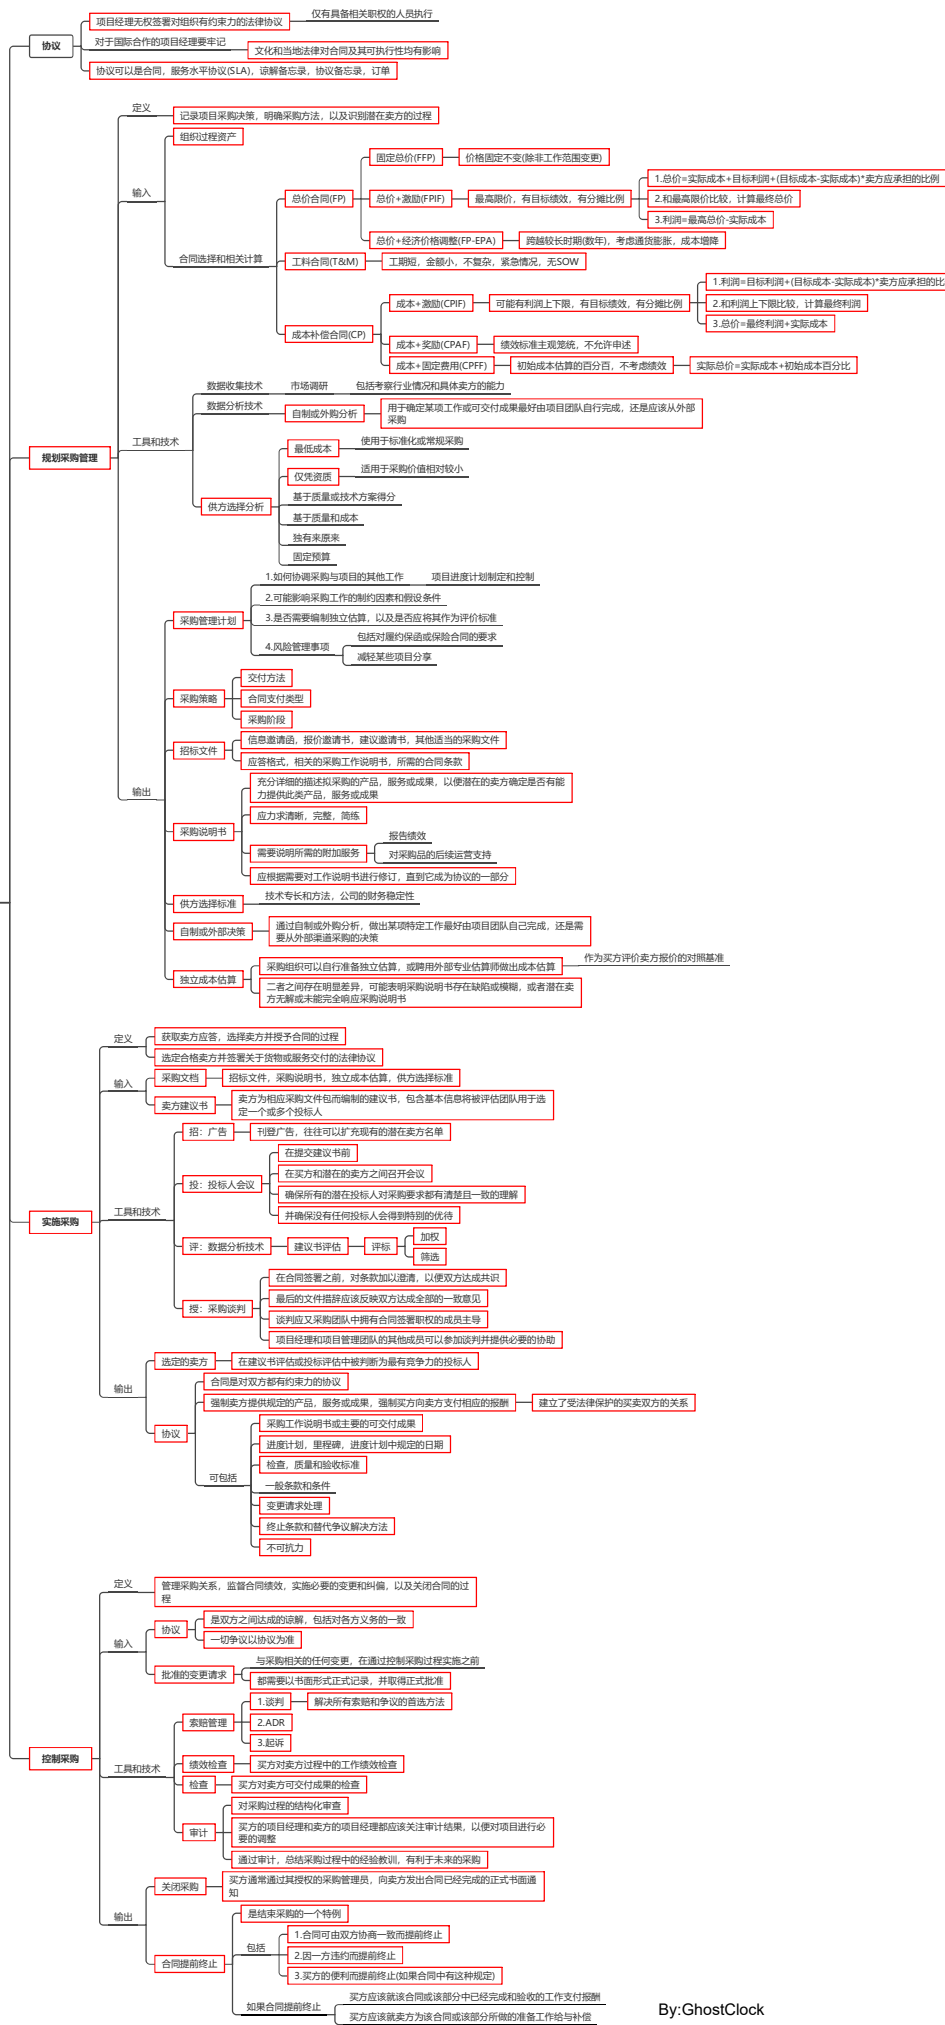 协议
项目经理无权签署对组织有约束力的法律协议
仅有具备相关职权的人员执行
对于国际合作的项目经理要牢记
文化和当地法律对合同及其可执行性均有影响
协议可以是合同，服务水平协议(SLA)，谅解备忘录，协议备忘录，订单
规划采购管理
定义
记录项目采购决策，明确采购方法，以及识别潜在卖方的过程
输入
组织过程资产
合同选择和相关计算
总价合同(FP)
固定总价(FFP)
价格固定不变(除非工作范围变更)
总价+激励(FPIF)
最高限价，有目标绩效，有分摊比例
1.总价=实际成本+目标利润+(目标成本-实际成本)*卖方应承担的比例
2.和最高限价比较，计算最终总价
3.利润=最高总价-实际成本
总价+经济价格调整(FP-EPA)
跨越较长时期(数年)，考虑通货膨胀，成本增降
工料合同(T&M)
工期短，金额小，不复杂，紧急情况，无SOW
成本补偿合同(CP)
成本+激励(CPIF)
可能有利润上下限，有目标绩效，有分摊比例
1.利润=目标利润+(目标成本-实际成本)*卖方应承担的比
2.和利润上下限比较，计算最终利润
3.总价=最终利润+实际成本
成本+奖励(CPAF)
绩效标准主观笼统，不允许申述
成本+固定费用(CPFF)
初始成本估算的百分百，不考虑绩效
实际总价=实际成本+初始成本百分比
工具和技术
数据收集技术
市场调研
包括考察行业情况和具体卖方的能力
数据分析技术
自制或外购分析
用于确定某项工作或可交付成果最好由项目团队自行完成，还是应该从外部
采购
供方选择分析
最低成本
使用于标准化或常规采购
仅凭资质
适用于采购价值相对较小
基于质量或技术方案得分
基于质量和成本
独有来原来
固定预算
输出
采购管理计划
1.如何协调采购与项目的其他工作
项目进度计划制定和控制
2.可能影响采购工作的制约因素和假设条件
3.是否需要编制独立估算，以及是否应将其作为评价标准
4.风险管理事项
包括对履约保函或保险合同的要求
减轻某些项目分享
采购策略
交付方法
合同支付类型
采购阶段
招标文件
信息邀请函，报价邀请书，建议邀请书，其他适当的采购文件
应答格式，相关的采购工作说明书，所需的合同条款
采购说明书
充分详细的描述拟采购的产品，服务或成果，以便潜在的卖方确定是否有能
力提供此类产品，服务或成果
应力求清晰，完整，简练
需要说明所需的附加服务
报告绩效
对采购品的后续运营支持
应根据需要对工作说明书进行修订，直到它成为协议的一部分
供方选择标准
技术专长和方法，公司的财务稳定性
自制或外部决策
通过自制或外购分析，做出某项特定工作最好由项目团队自己完成，还是需
要从外部渠道采购的决策
独立成本估算
采购组织可以自行准备独立估算，或聘用外部专业估算师做出成本估算
作为买方评价卖方报价的对照基准
二者之间存在明显差异，可能表明采购说明书存在缺陷或模糊，或者潜在卖
方无解或未能完全响应采购说明书
实施采购
定义
获取卖方应答，选择卖方并授予合同的过程
选定合格卖方并签署关于货物或服务交付的法律协议
输入
采购文档
招标文件，采购说明书，独立成本估算，供方选择标准
卖方建议书
卖方为相应采购文件包而编制的建议书，包含基本信息将被评估团队用于选
定一个或多个投标人
工具和技术
招：广告
刊登广告，往往可以扩充现有的潜在卖方名单
投：投标人会议
在提交建议书前
在买方和潜在的卖方之间召开会议
确保所有的潜在投标人对采购要求都有清楚且一致的理解
并确保没有任何投标人会得到特别的优待
评：数据分析技术
建议书评估
评标
加权
筛选
授：采购谈判
在合同签署之前，对条款加以澄清，以便双方达成共识
最后的文件措辞应该反映双方达成全部的一致意见
谈判应又采购团队中拥有合同签署职权的成员主导
项目经理和项目管理团队的其他成员可以参加谈判并提供必要的协助
输出
选定的卖方
在建议书评估或投标评估中被判断为最有竞争力的投标人
协议
合同是对双方都有约束力的协议
强制卖方提供规定的产品，服务或成果，强制买方向卖方支付相应的报酬
建立了受法律保护的买卖双方的关系
可包括
采购工作说明书或主要的可交付成果
进度计划，里程碑，进度计划中规定的日期
检查，质量和验收标准
一般条款和条件
变更请求处理
终止条款和替代争议解决方法
不可抗力
控制采购
定义
管理采购关系，监督合同绩效，实施必要的变更和纠偏，以及关闭合同的过
程
输入
协议
是双方之间达成的谅解，包括对各方义务的一致
一切争议以协议为准
批准的变更请求
与采购相关的任何变更，在通过控制采购过程实施之前
都需要以书面形式正式记录，并取得正式批准
工具和技术
索赔管理
1.谈判
解决所有索赔和争议的首选方法
2.ADR
3.起诉
绩效检查
买方对卖方过程中的工作绩效检查
检查
买方对卖方可交付成果的检查
审计
对采购过程的结构化审查
买方的项目经理和卖方的项目经理都应该关注审计结果，以便对项目进行必
要的调整
通过审计，总结采购过程中的经验教训，有利于未来的采购
输出
关闭采购
买方通常通过其授权的采购管理员，向卖方发出合同已经完成的正式书面通
知
合同提前终止
是结束采购的一个特例
包括
1.合同可由双方协商一致而提前终止
2.因一方违约而提前终止
3.买方的便利而提前终止(如果合同中有这种规定)
如果合同提前终止
买方应该就该合同或该部分中已经完成和验收的工作支付报酬
买方应该就卖方为该合同或该部分所做的准备工作给与补偿
By:GhostClock